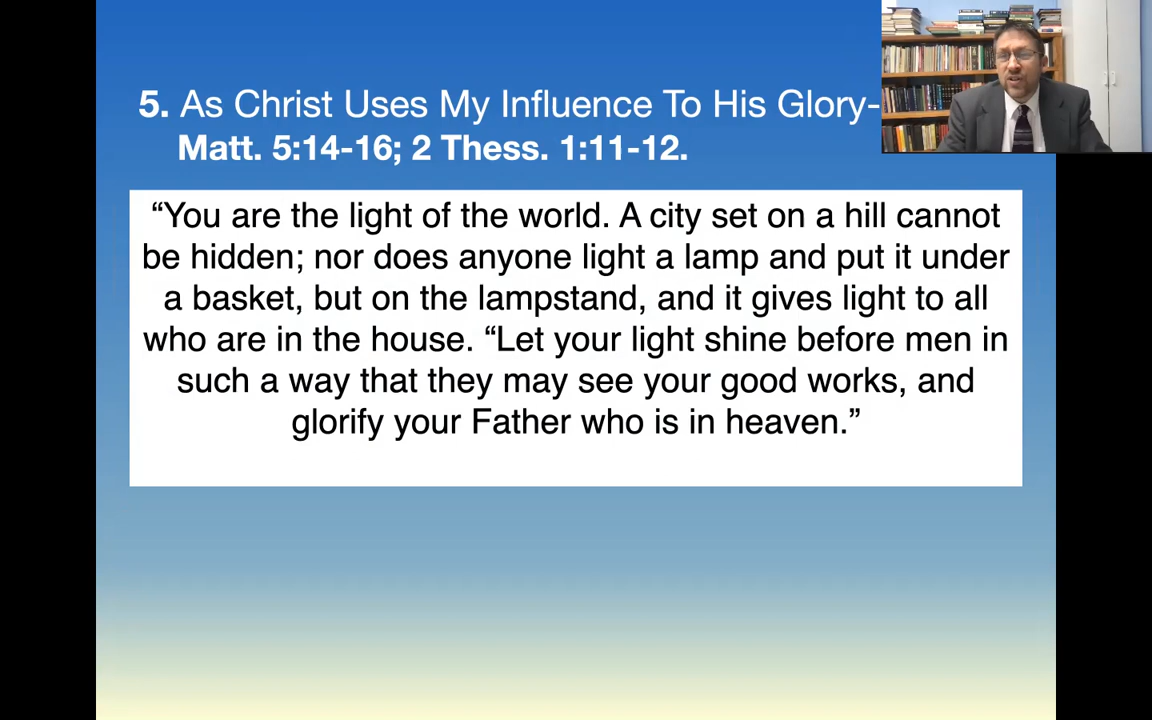 5. As Christ Uses My Influence To His Glory-
Matt. 5:14-16; 2 Thess. 1:11-12.
“You are the light of the world. A city set on a hill cannot
be hidden; nor does anyone light a lamp and put it under
a basket, but on the lampstand, and it gives light to all
who are in the house. “Let your light shine before men in
such a way that they may see your good works, and
glorify your Father who is in heaven.”